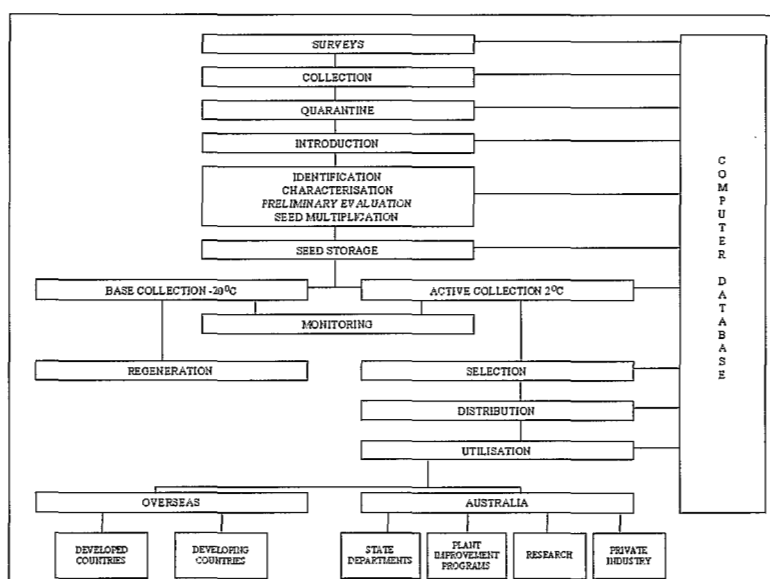 SURVEYS
COLLECTION
QUARANTINE
INTRODUCTION
IDENTIFICATION
CHARACTERISATION
PRELIMINARY EVALUATION
SEED MULTIPLICATION
SEED STORAGE
BASE COLLECTION -20⁰C
ACTIVE COLLECTION 2⁰C
MONITORING
REGENERATION
SELECTION
DISTRIBUTION
UTILISATION
OVERSEAS
AUSTRALIA
DEVELOPED
COUNTRIES
DEVELOPING
COUNTRIES
STATE
DEPARTMENTS
PLANT
IMPROVEMENT
PROGRAMS
RESEARCH
PRIVATE
INDUSTRY
COMPUTER DATABASE